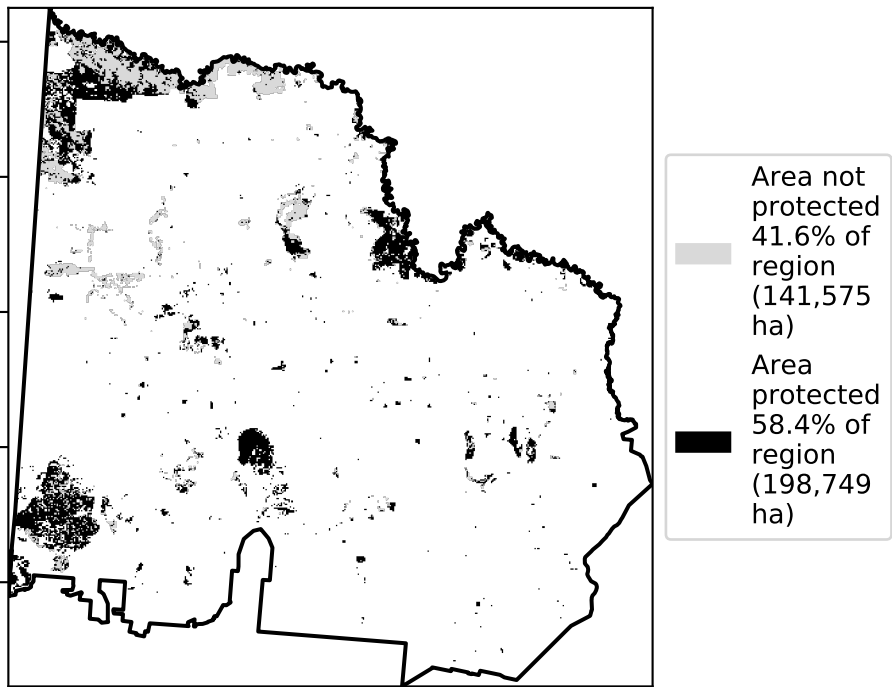 Area not
protected
41.6% of
region
(141,575
ha)
Area
protected
58.4% of
region
(198,749
ha)